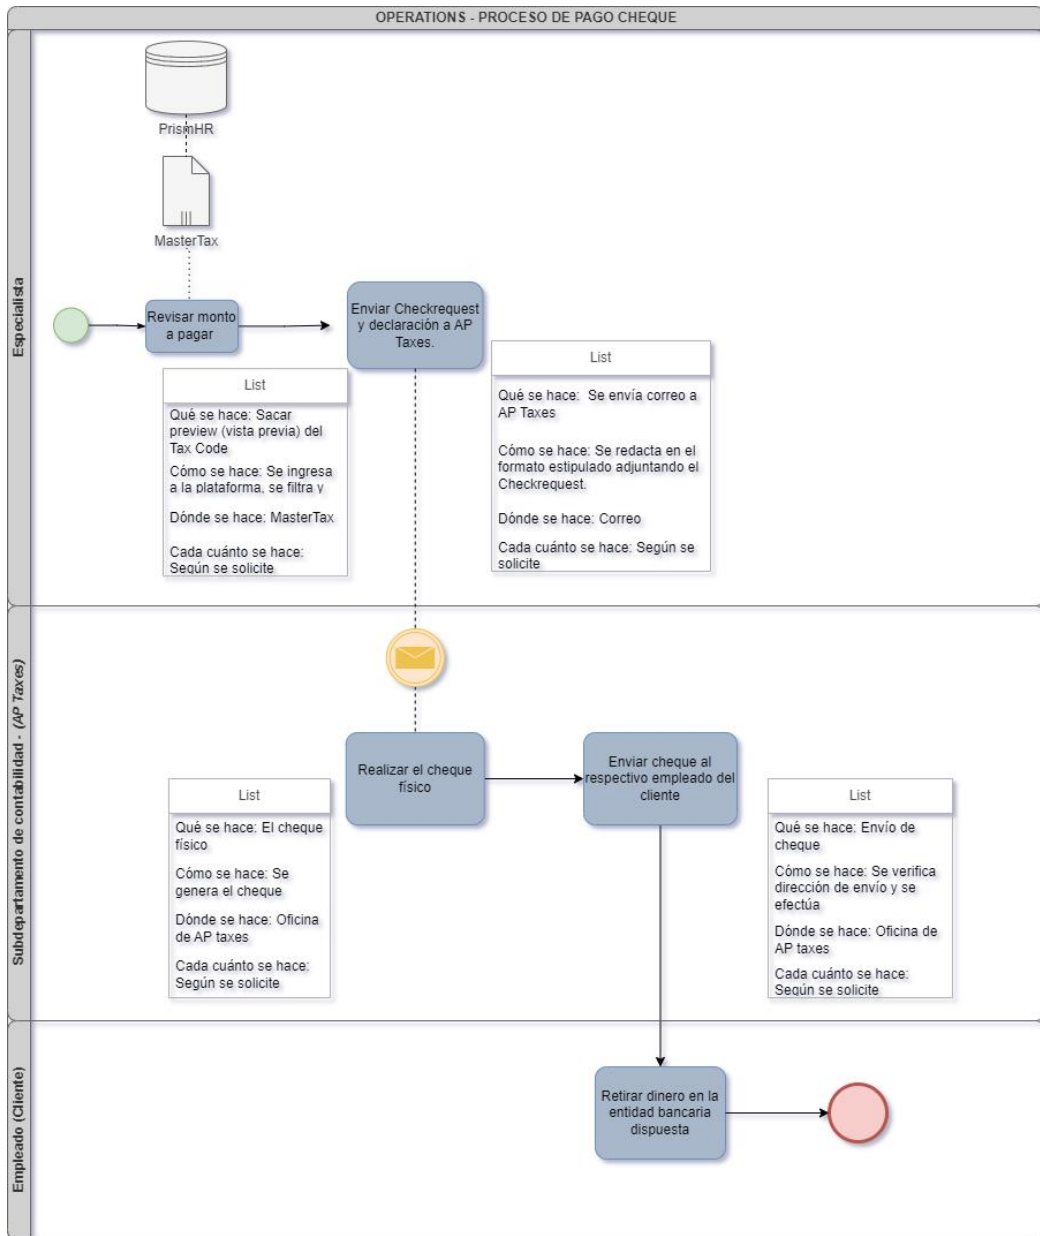 OPERATIONS - PROCESO DE PAGO CHEQUE
Especialista
PrismHR
MasterTax
Revisar monto
a pagar
Enviar Checkrequest
y declaración a AP
Taxes.
List
Qué se hace: Sacar
preview (vista previa) del
Tax Code
Cómo se hace: Se ingresa
a la plataforma, se filtra y
Dónde se hace: MasterTax
Cada cuánto se hace:
Según se solicite
List
Qué se hace: Se envía correo a
AP Taxes
Cómo se hace: Se redacta en el
formato estipulado adjuntando el
Checkrequest.
Dónde se hace: Correo
Cada cuánto se hace: Según se
solicite
Subdepartamento de contabilidad - (AP Taxes)
Realizar el cheque
físico
Enviar cheque al
respectivo empleado del
cliente
List
Qué se hace: El cheque
físico
Cómo se hace: Se
genera el cheque
Dónde se hace: Oficina
de AP taxes
Cada cuánto se hace:
Según se solicite
List
Qué se hace: Envío de
cheque
Cómo se hace: Se verifica
dirección de envío y se
efectúa
Dónde se hace: Oficina de
AP taxes
Cada cuánto se hace:
Según se solicite
Empleado (Cliente)
Retirar dinero en la
entidad bancaria
dispuesta